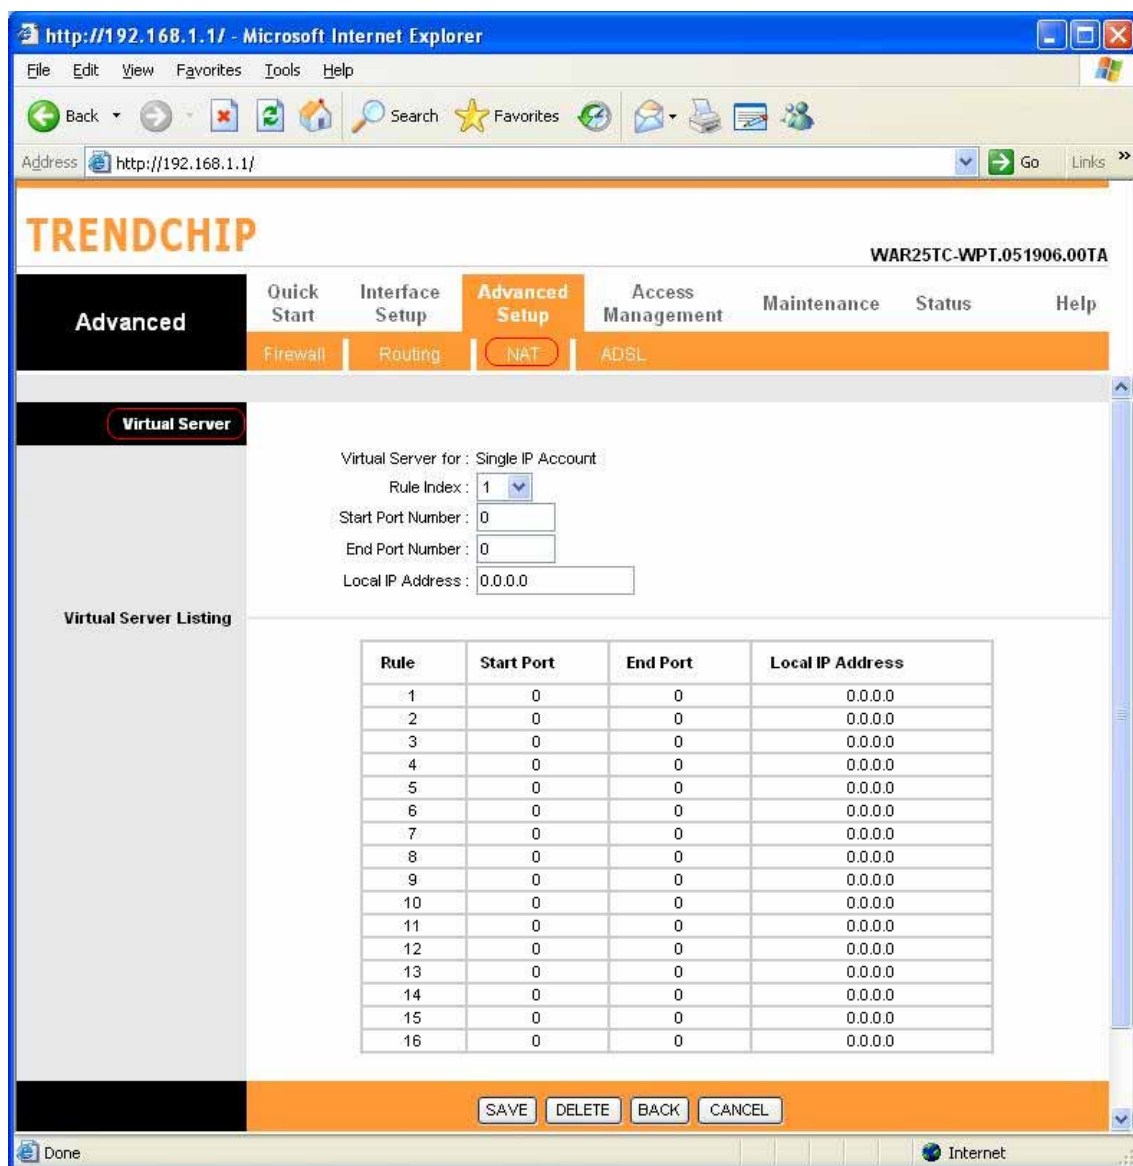 http://192.168.1.1/ - Microsoft Internet Explorer
File Edit View Favorites Tools Help
Back Search Favorites
Address http://192.168.1.1/ Go Links »
TRENDCHIP
WAR25TC-WPT.051906.00TA
Advanced
Quick Start
Interface Setup
Advanced Setup
Access Management
Maintenance
Status
Help
Firewall Routing NAT ADSL
Virtual Server
Virtual Server for : Single IP Account
Rule Index : 1
Start Port Number : 0
End Port Number : 0
Local IP Address : 0.0.0.0
Virtual Server Listing
Rule Start Port End Port Local IP Address
1 0 0 0.0.0.0
2 0 0 0.0.0.0
3 0 0 0.0.0.0
4 0 0 0.0.0.0
5 0 0 0.0.0.0
6 0 0 0.0.0.0
7 0 0 0.0.0.0
8 0 0 0.0.0.0
9 0 0 0.0.0.0
10 0 0 0.0.0.0
11 0 0 0.0.0.0
12 0 0 0.0.0.0
13 0 0 0.0.0.0
14 0 0 0.0.0.0
15 0 0 0.0.0.0
16 0 0 0.0.0.0
SAVE DELETE BACK CANCEL
Done Internet